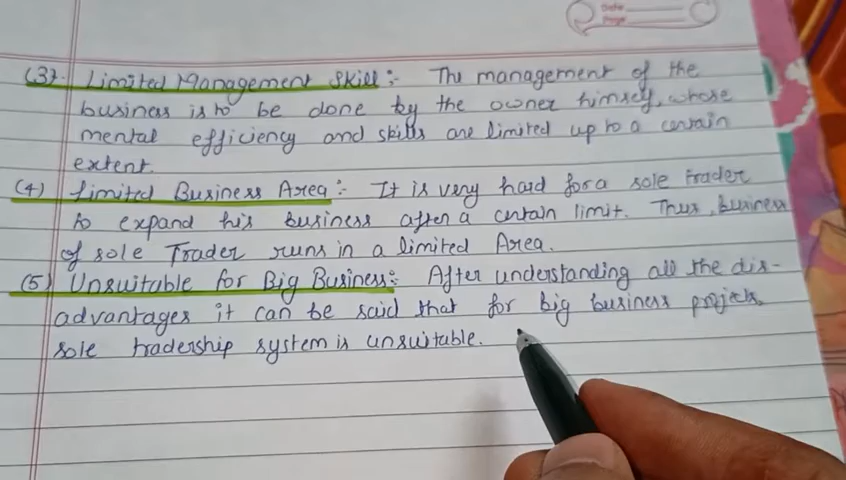 Date
Page
(3). Limited Management Skill:- The management of the
business is to be done by the owner himself, whose
mental efficiency and skills are limited up to a certain
extent.
(4) Limited Business Area:- It is very hard for a sole trader
to expand his business after a certain limit. Thus, business
of sole Trader runs in a limited Area.
(5) Unsuitable for Big Business:- After understanding all the dis-
advantages it can be said that for big business projects,
sole tradership system is unsuitable.